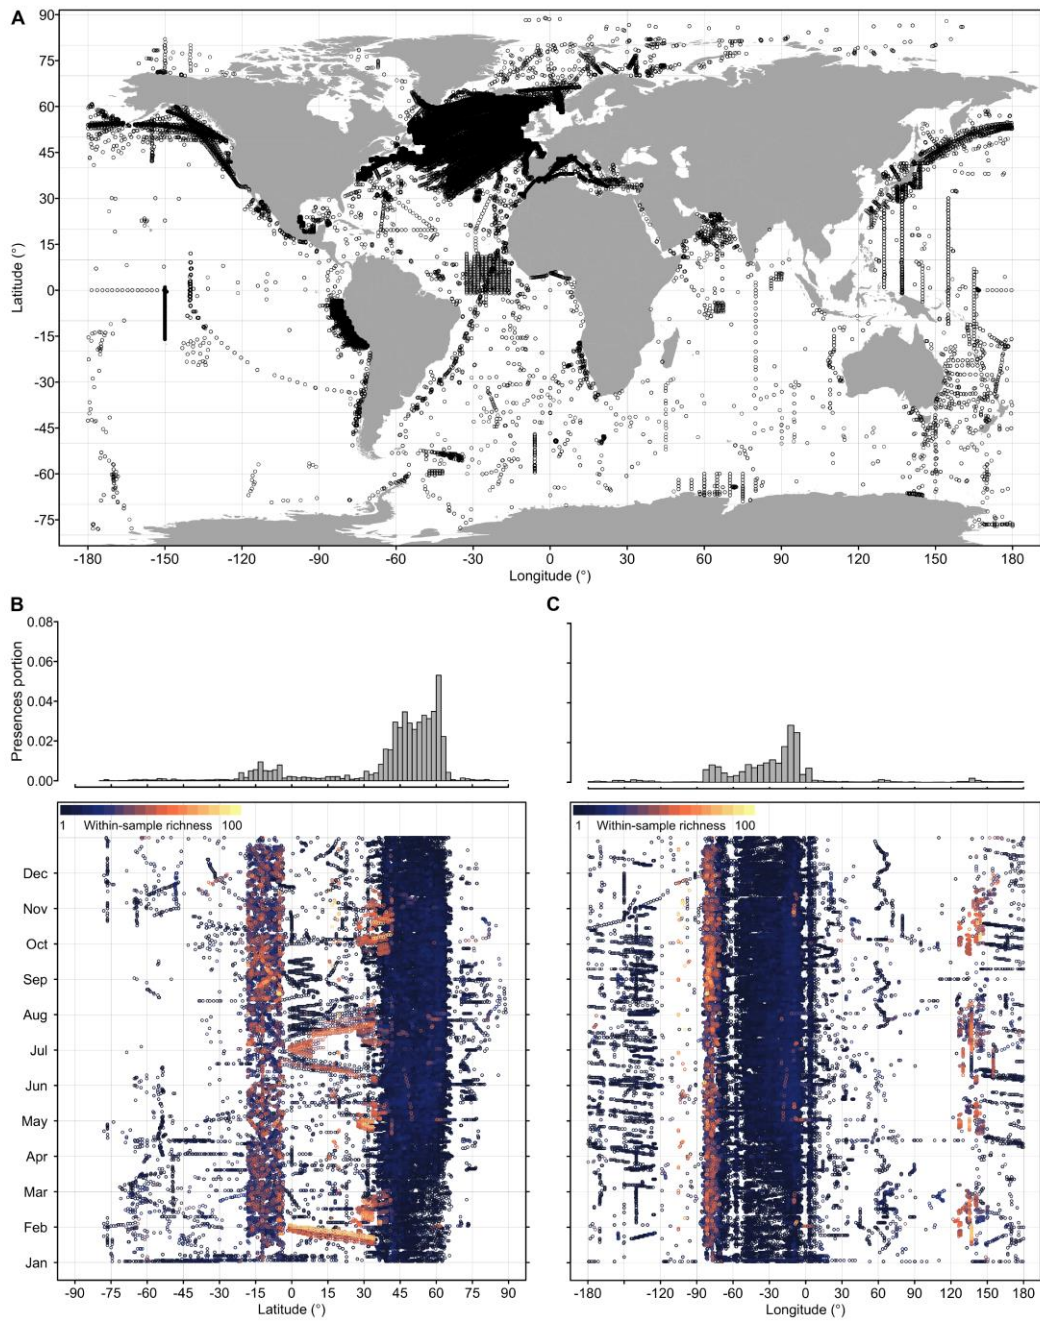 A
90
75
60
45
30
15
0
-15
-30
-45
-60
-75
Latitude (°)
-180 -150 -120 -90 -60 -30 0 30 60 90 120 150 180
Longitude (°)
B
C
Presences portion
0.08
0.06
0.04
0.02
0.00
1 Within-sample richness 100
1 Within-sample richness 100
Dec
Nov
Oct
Sep
Aug
Jul
Jun
May
Apr
Mar
Feb
Jan
-90 -75 -60 -45 -30 -15 0 15 30 45 60 75 90
Latitude (°)
-180 -150 -120 -90 -60 -30 0 30 60 90 120 150 180
Longitude (°)